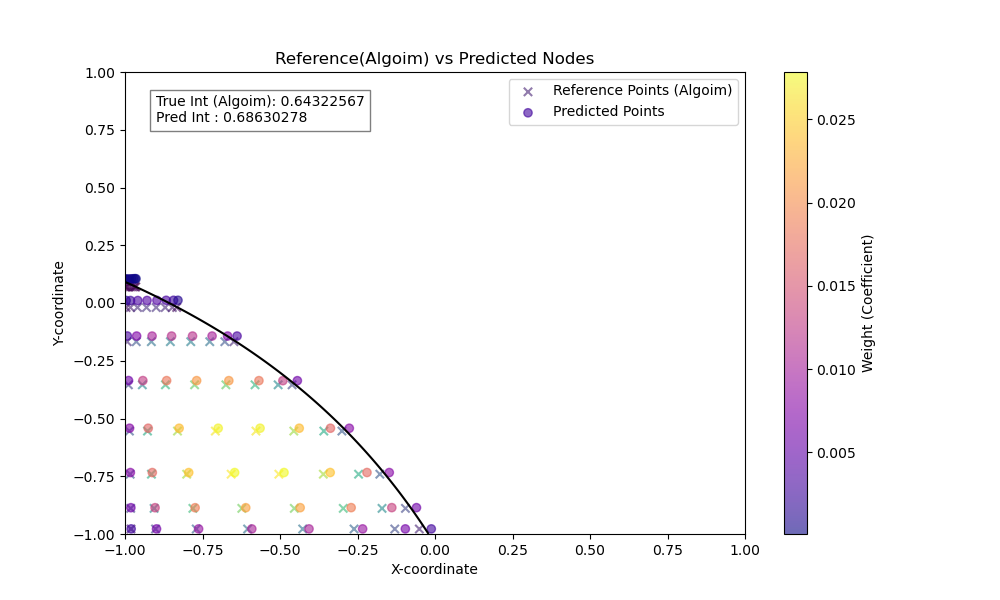 Reference(Algoim) vs Predicted Nodes
True Int (Algoim): 0.64322567
Pred Int : 0.68630278
Reference Points (Algoim)
Predicted Points
Y-coordinate
1.00
0.75
0.50
0.25
0.00
−0.25
−0.50
−0.75
−1.00
−1.00
−0.75
−0.50
−0.25
0.00
0.25
0.50
0.75
1.00
X-coordinate
0.025
0.020
0.015
0.010
0.005
Weight (Coefficient)